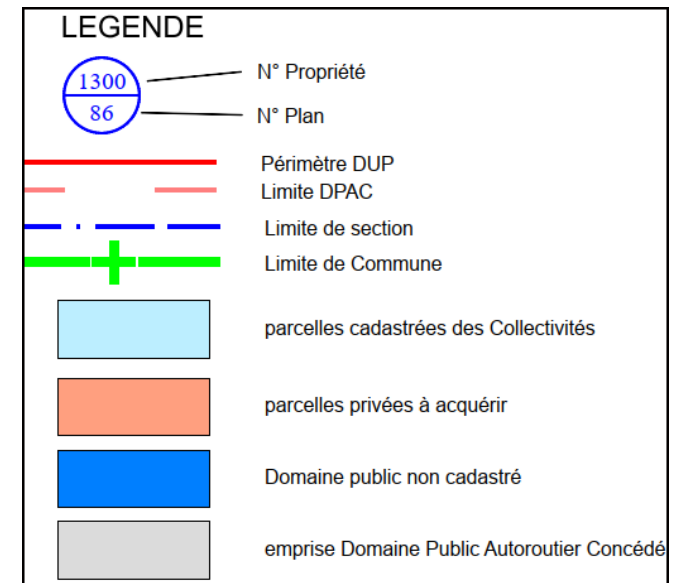 LEGENDE
1300
N° Propriété
86
N° Plan
Périmètre DUP
Limite DPAC
Limite de section
Limite de Commune
parcelles cadastrées des Collectivités
parcelles privées à acquérir
Domaine public non cadastré
emprise Domaine Public Autoroutier Concédé